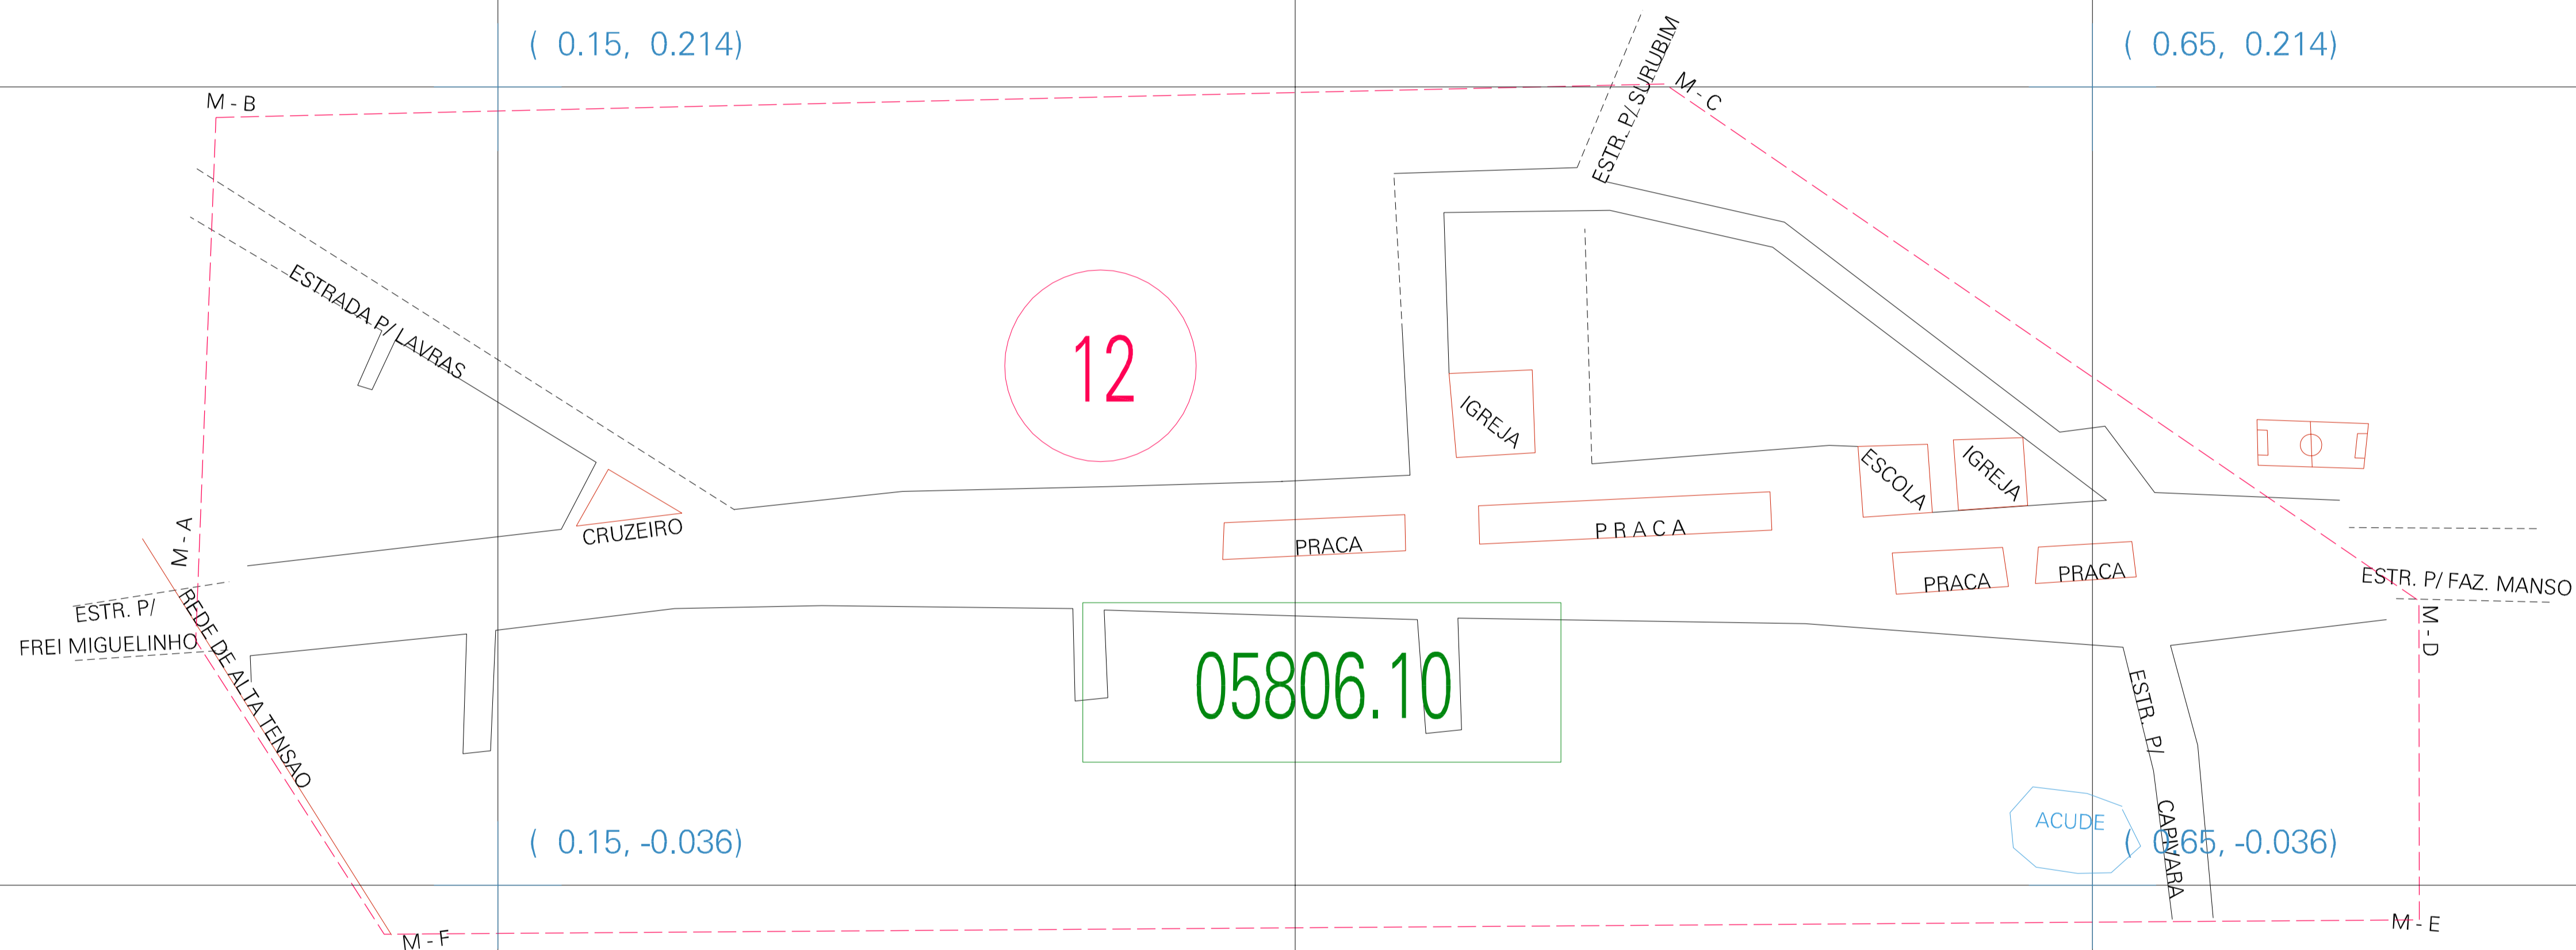 ( 0.15, 0.214)
( 0.65, 0.214)
M - B
ESTR. P/ SURUBIM
M - C
ESTRADA P/ LAVRAS
12
IGREJA
ESCOLA
IGREJA
CRUZEIRO
PRACA
P R A C A
PRACA
PRACA
M - A
ESTR. P/
FREI MIGUELINHO
REDE DE ALTA TENSAO
ESTR. P/ FAZ. MANSO
M - D
05806.10
ESTR. P/
CAPIVARA
ACUDE
( 0.15, -0.036)
( 0.65, -0.036)
M - F
M - E